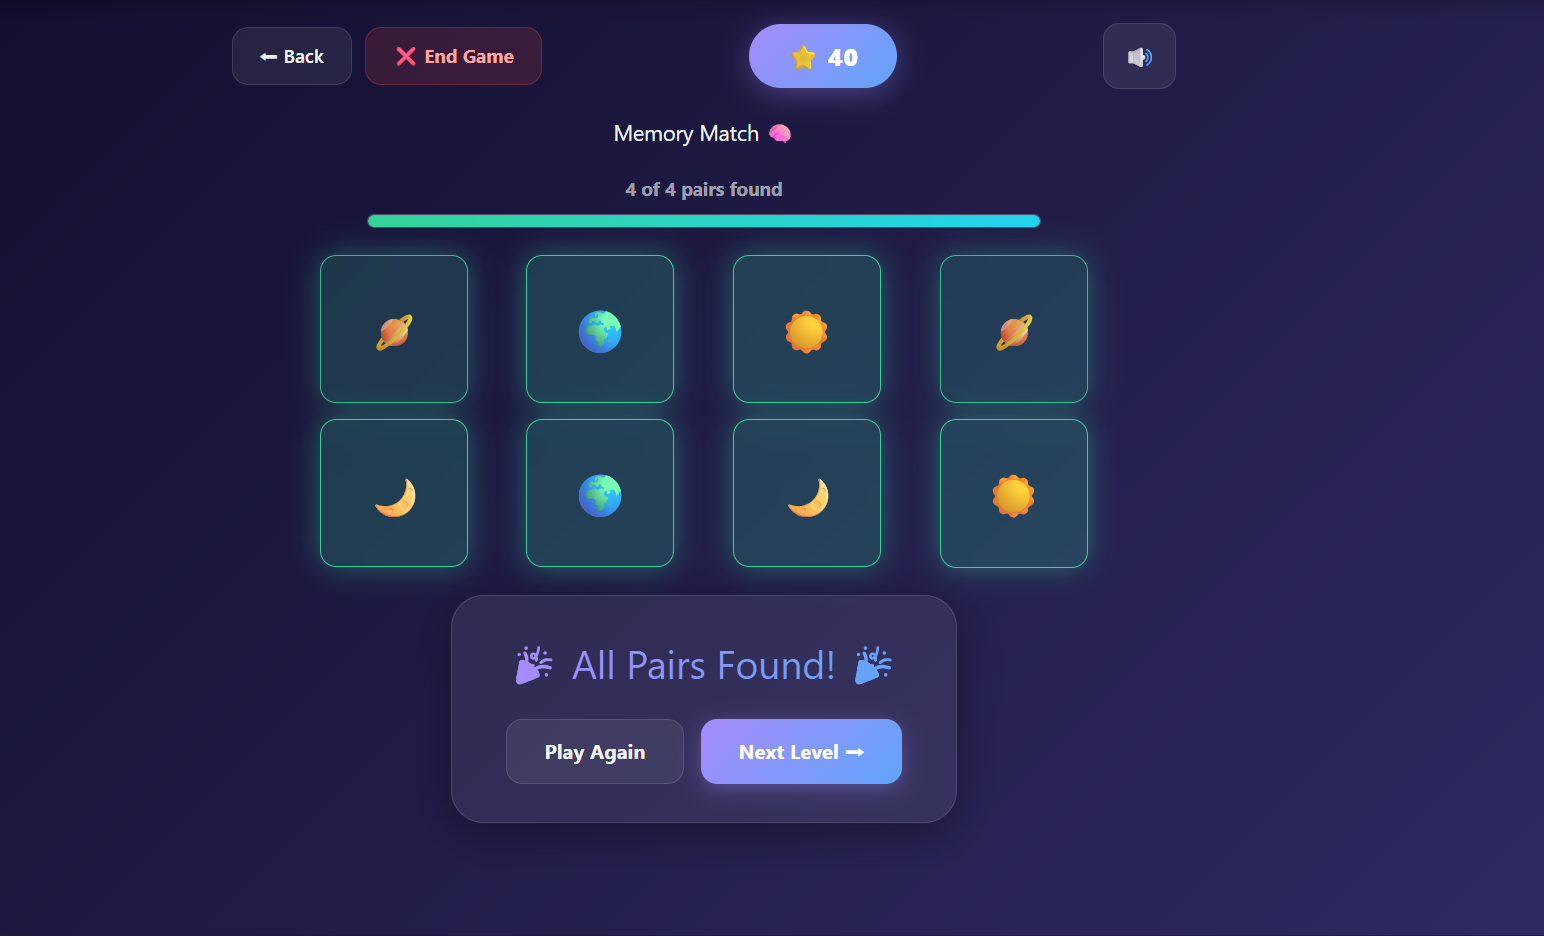 ⬅ Back
❌ End Game
⭐ 40
Memory Match 🧠
4 of 4 pairs found
🎉 All Pairs Found! 🎉
Play Again
Next Level ➡